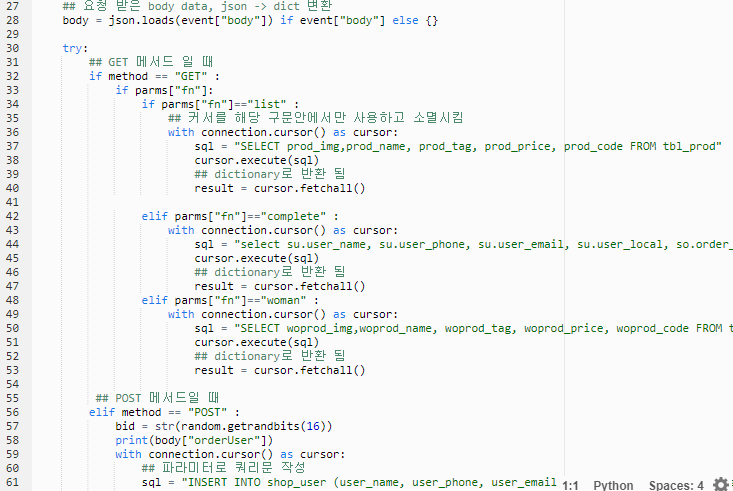 27 ## 요청 받은 body data, json -> dict 변환
28 body = json.loads(event["body"]) if event["body"] else {}
29
30 try:
31 ## GET 메서드 일 때
32 if method == "GET" :
33 if parms["fn"]:
34 if parms["fn"]=="list" :
35 ## 커서를 해당 구문안에서만 사용하고 소멸시킴
36 with connection.cursor() as cursor:
37 sql = "SELECT prod_img,prod_name, prod_tag, prod_price, prod_code FROM tbl_prod"
38 cursor.execute(sql)
39 ## dictionary로 반환 됨
40 result = cursor.fetchall()
41
42 elif parms["fn"]=="complete" :
43 with connection.cursor() as cursor:
44 sql = "select su.user_name, su.user_phone, su.user_email, su.user_local, so.order_
45 cursor.execute(sql)
46 ## dictionary로 반환 됨
47 result = cursor.fetchall()
48 elif parms["fn"]=="woman" :
49 with connection.cursor() as cursor:
50 sql = "SELECT woprod_img,woprod_name, woprod_tag, woprod_price, woprod_code FROM t
51 cursor.execute(sql)
52 ## dictionary로 반환 됨
53 result = cursor.fetchall()
54
55 ## POST 메서드일 때
56 elif method == "POST" :
57 bid = str(random.getrandbits(16))
58 print(body["orderUser"])
59 with connection.cursor() as cursor:
60 ## 파라미터로 쿼리문 작성
61 sql = "INSERT INTO shop_user (user_name, user_phone, user_email
1:1 Python Spaces: 4